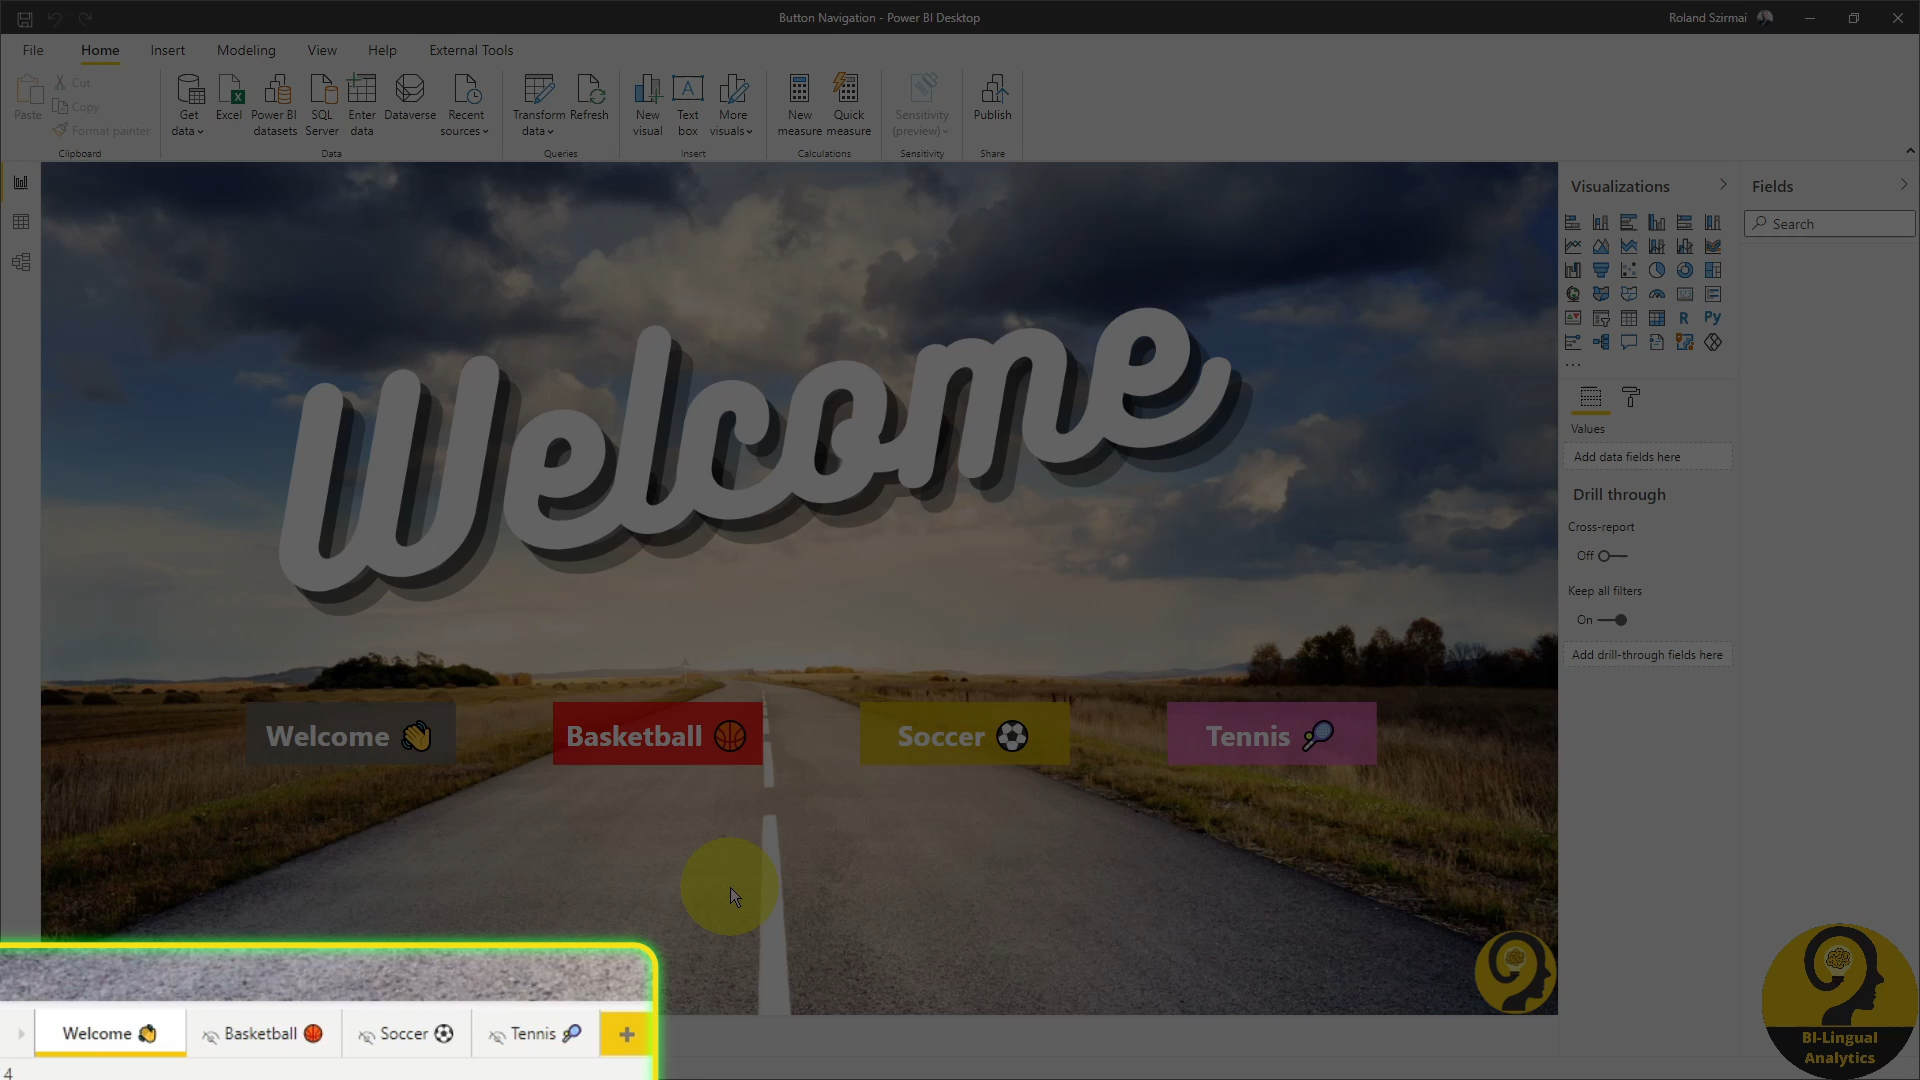 Button Navigation - Power BI Desktop
Roland Szirmai
File Home Insert Modeling View Help External Tools
Paste
Cut
Copy
Format painter
Clipboard
Get data
Excel
Power BI datasets
SQL Server
Enter data
Dataverse
Recent sources
Data
Transform data
Refresh
Queries
New visual
Text box
More visuals
Insert
New measure
Quick measure
Calculations
Sensitivity (preview)
Sensitivity
Publish
Share
Visualizations
Fields
Search
R Py
123
Values
Add data fields here
Drill through
Cross-report
Off
Keep all filters
On
Add drill-through fields here
Welcome
Welcome 👋
Basketball 🏀
Soccer ⚽
Tennis 🎾
Welcome 👋
Basketball 🏀
Soccer ⚽
Tennis 🎾
+
4
BI-Lingual
Analytics